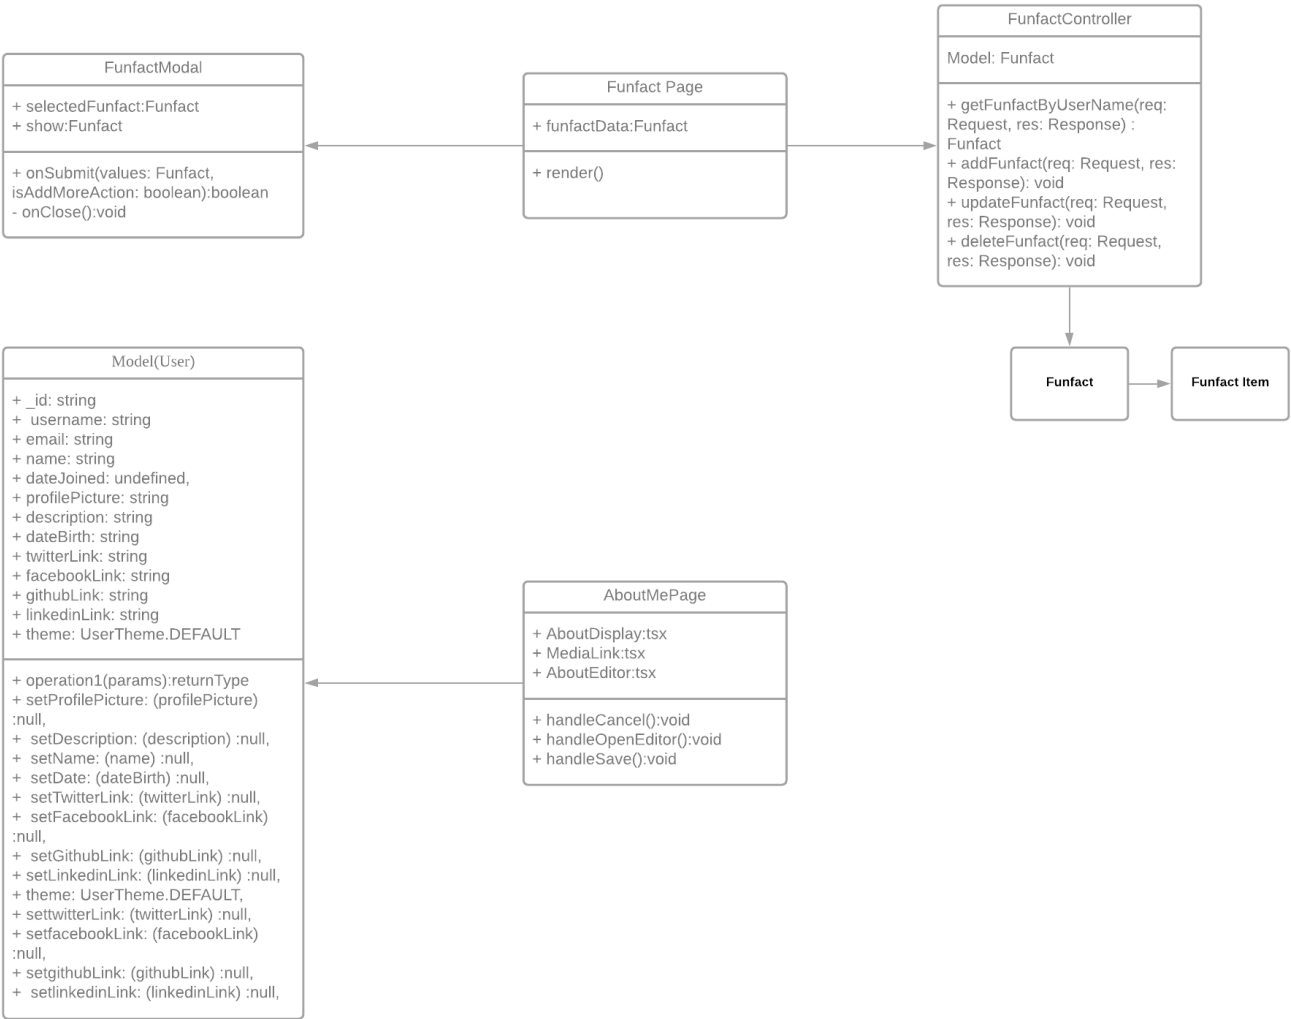 FunfactModal
+ selectedFunfact:Funfact
+ show:Funfact
+ onSubmit(values: Funfact,
isAddMoreAction: boolean):boolean
- onClose():void
Funfact Page
+ funfactData:Funfact
+ render()
FunfactController
Model: Funfact
+ getFunfactByUserName(req:
Request, res: Response) :
Funfact
+ addFunfact(req: Request, res:
Response): void
+ updateFunfact(req: Request,
res: Response): void
+ deleteFunfact(req: Request,
res: Response): void
Funfact
Funfact Item
Model(User)
+ _id: string
+  username: string
+ email: string
+ name: string
+ dateJoined: undefined,
+ profilePicture: string
+ description: string
+ dateBirth: string
+ twitterLink: string
+ facebookLink: string
+ githubLink: string
+ linkedinLink: string
+ theme: UserTheme.DEFAULT
+ operation1(params):returnType
+ setProfilePicture: (profilePicture)
:null,
+  setDescription: (description) :null,
+  setName: (name) :null,
+  setDate: (dateBirth) :null,
+  setTwitterLink: (twitterLink) :null,
+  setFacebookLink: (facebookLink)
:null,
+  setGithubLink: (githubLink) :null,
+ setLinkedinLink: (linkedinLink) :null,
+ theme: UserTheme.DEFAULT,
+ settwitterLink: (twitterLink) :null,
+ setfacebookLink: (facebookLink)
:null,
+ setgithubLink: (githubLink) :null,
+  setlinkedinLink: (linkedinLink) :null,
AboutMePage
+ AboutDisplay:tsx
+ MediaLink:tsx
+ AboutEditor:tsx
+ handleCancel():void
+ handleOpenEditor():void
+ handleSave():void